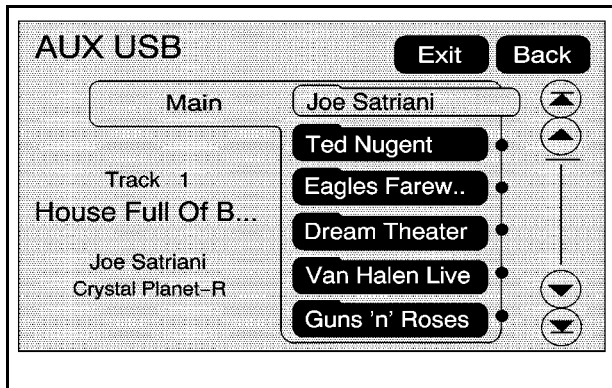 AUX USB
Exit
Back
Main
Joe Satriani
Ted Nugent
Eagles Farew..
Dream Theater
Van Halen Live
Guns 'n' Roses
Track 1
House Full Of B...
Joe Satriani
Crystal Planet–R